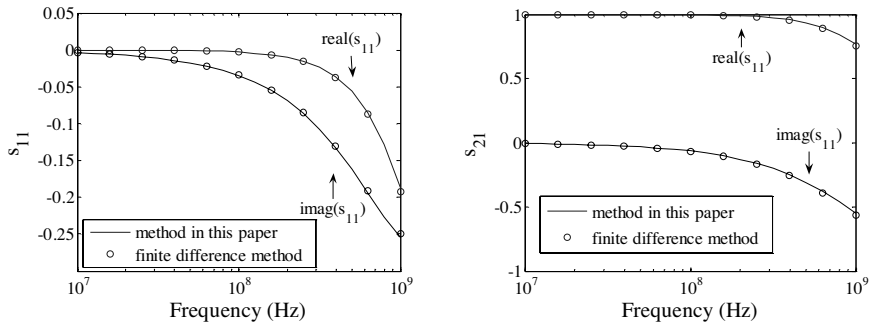 0
-0.05
-0.1
-0.15
-0.2
-0.25
s11
real(s11)
imag(s11)
method in this paper
finite difference method
10^7
10^8
10^9
Frequency (Hz)
1
0.5
0
-0.5
-1
s21
real(s11)
imag(s11)
method in this paper
finite difference method
10^7
10^8
10^9
Frequency (Hz)